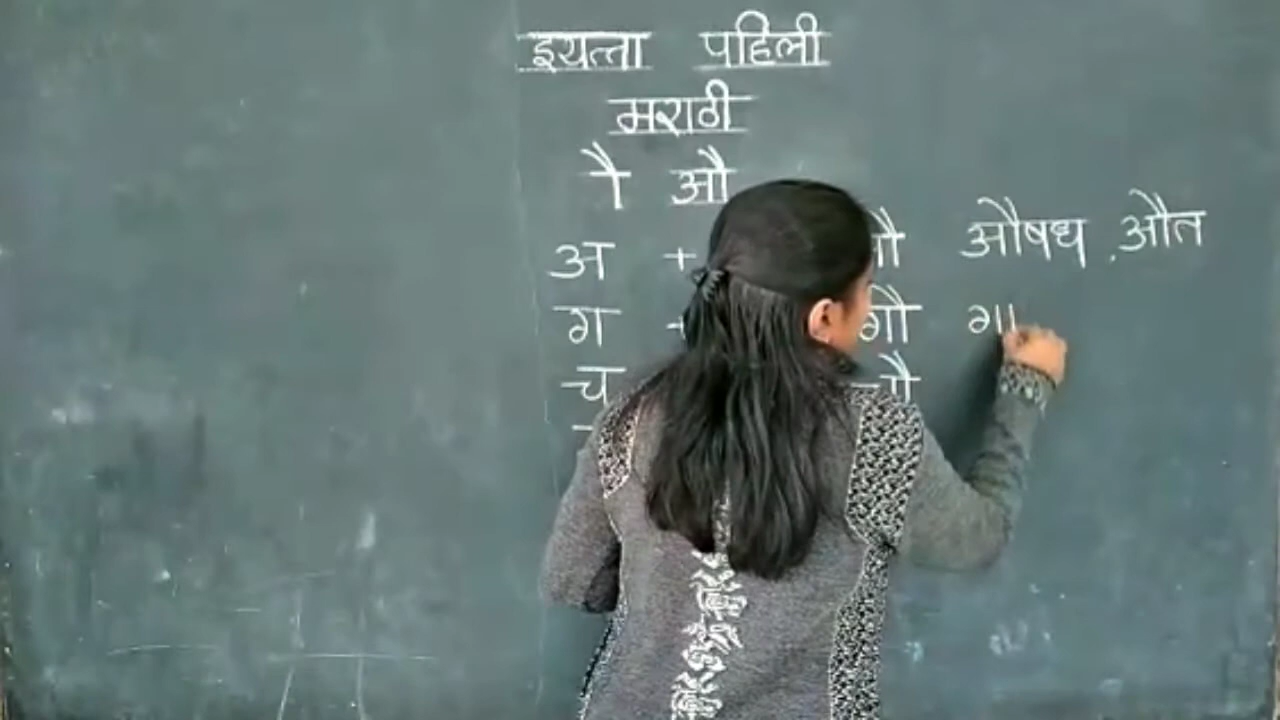 इयत्ता पहिली
मराठी
ौ औ
अ + औषध , औत
ग गौ गा
च चौ